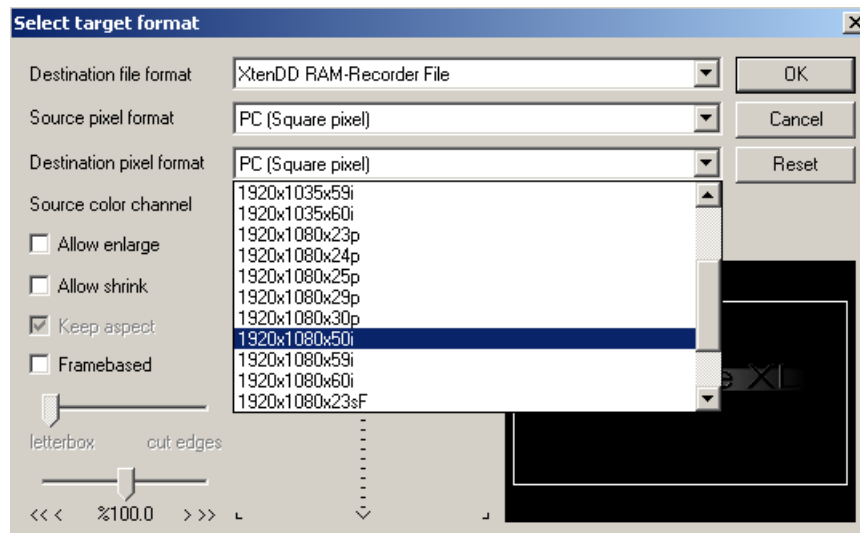 Select target format
Destination file format XtenDD RAM-Recorder File OK
Source pixel format PC (Square pixel) Cancel
Destination pixel format PC (Square pixel) Reset
Source color channel
1920x1035x59i
1920x1035x60i
1920x1080x23p
1920x1080x24p
1920x1080x25p
1920x1080x29p
1920x1080x30p
1920x1080x50i
1920x1080x59i
1920x1080x60i
1920x1080x23sF
Allow enlarge
Allow shrink
Keep aspect
Framebased
e XL
letterbox cut edges
<< < %100.0 > >>